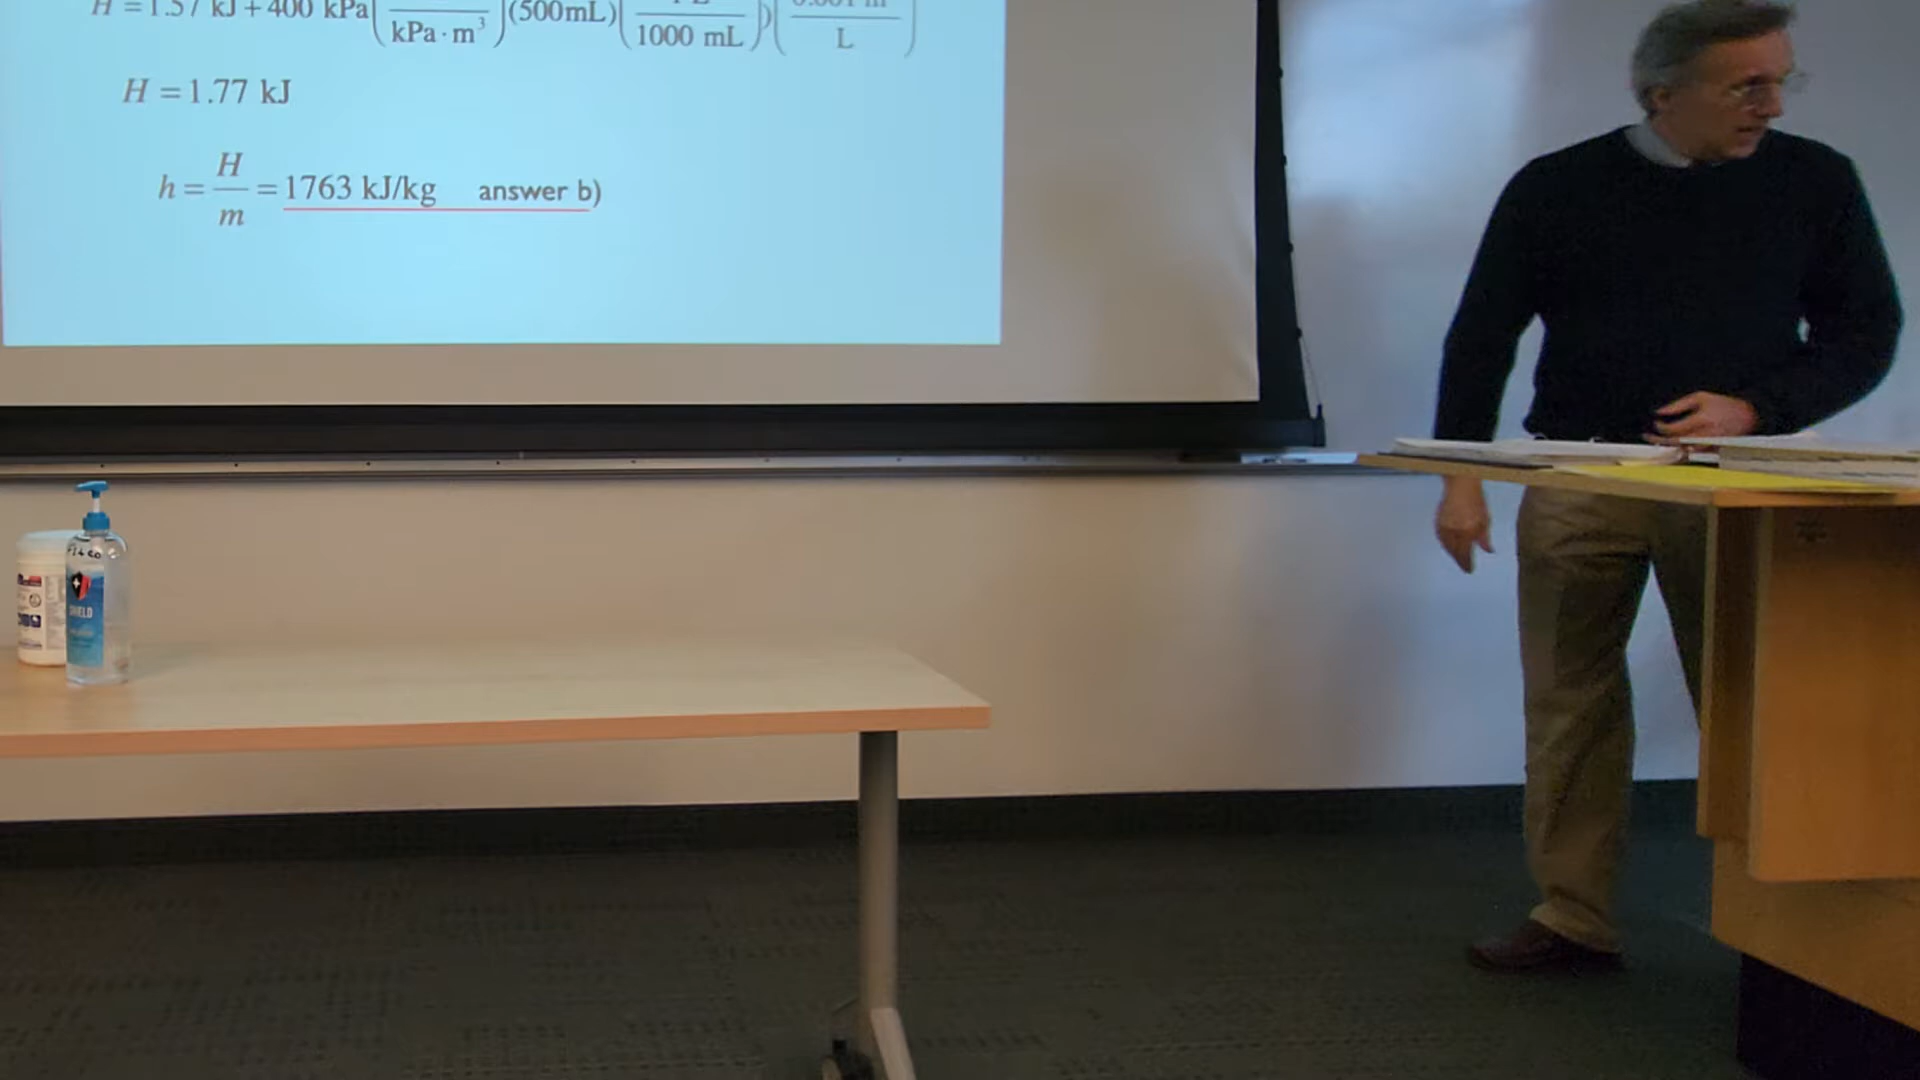 H = 1.57 kJ + 400 kPa( / kPa · m³ )(500mL)( / 1000 mL )( / L )
H = 1.77 kJ
h = H/m = 1763 kJ/kg answer b)
SHIELD